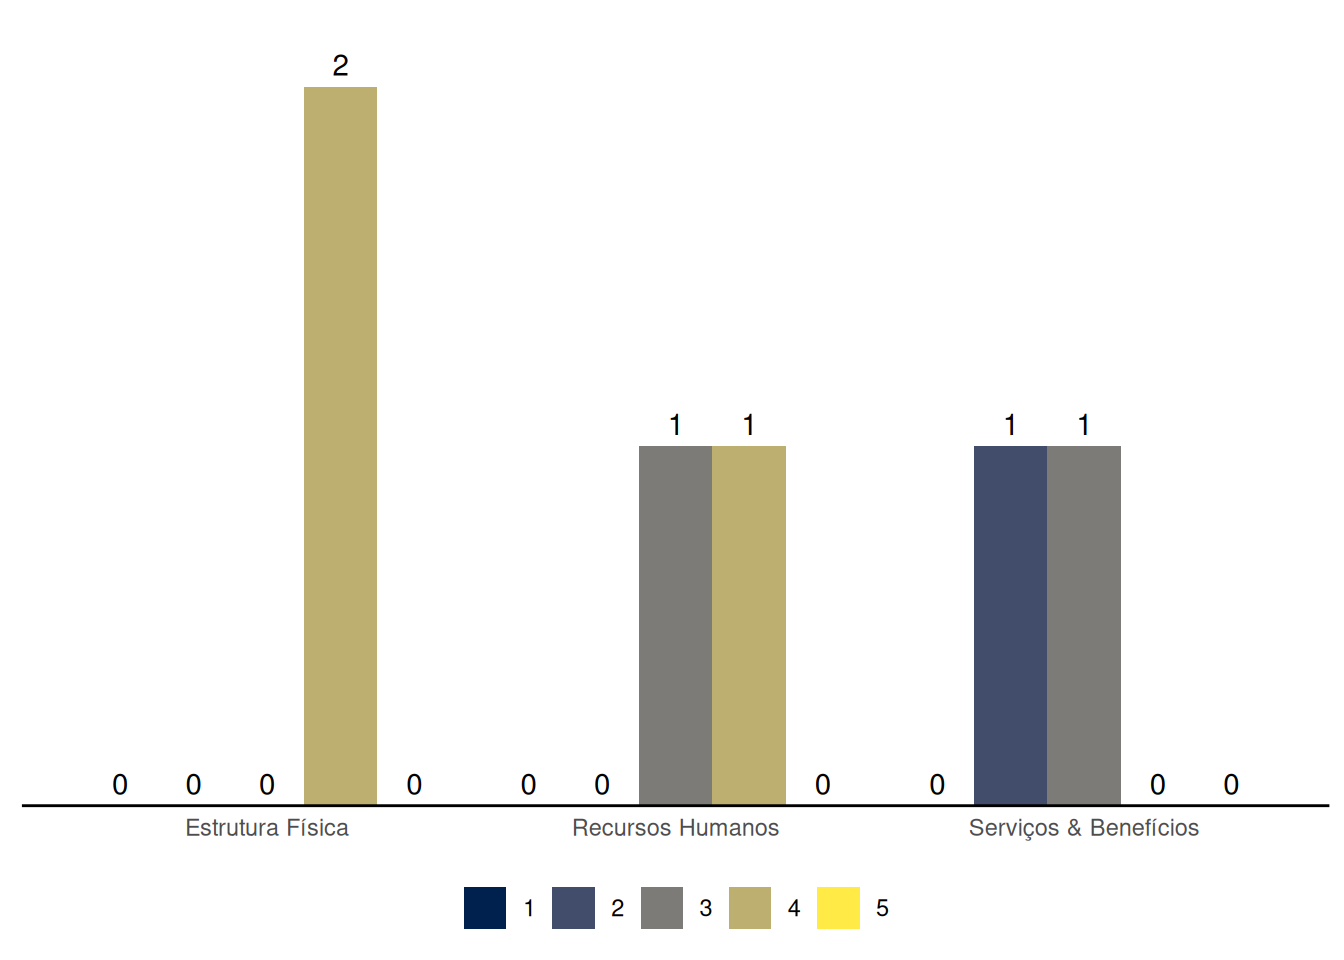 2
1 1 1 1
0 0 0 0 0 0 0 0 0 0
Estrutura Física Recursos Humanos Serviços & Benefícios
1 2 3 4 5